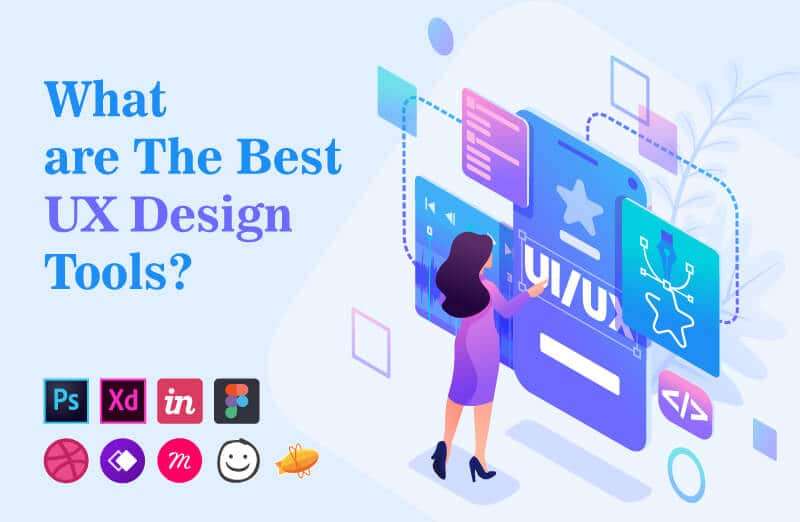 What
are The Best
UX Design
Tools?
UI/UX
</>
Ps
Xd
in